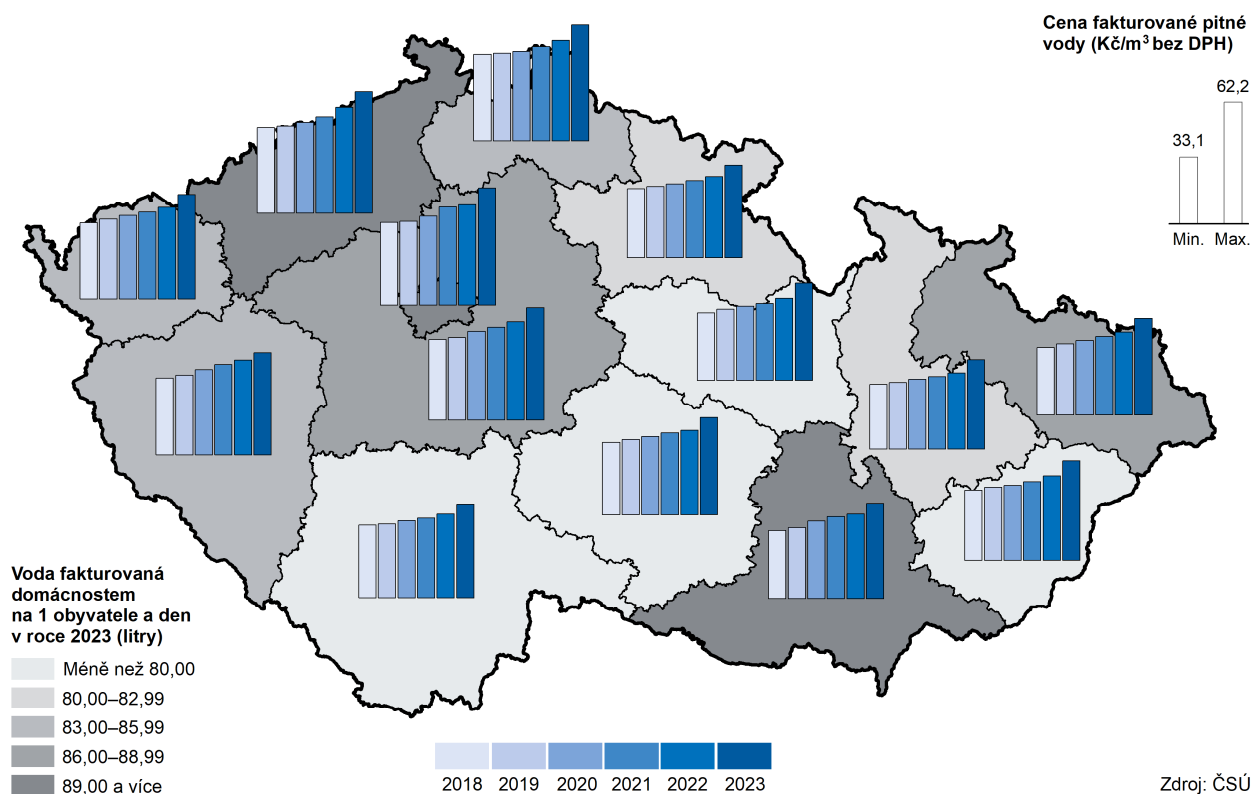 Cena fakturované pitné
vody (Kč/m³ bez DPH)
62,2
33,1
Min. Max.
Voda fakturovaná
domácnostem
na 1 obyvatele a den
v roce 2023 (litry)
Méně než 80,00
80,00–82,99
83,00–85,99
86,00–88,99
89,00 a více
2018 2019 2020 2021 2022 2023
Zdroj: ČSÚ